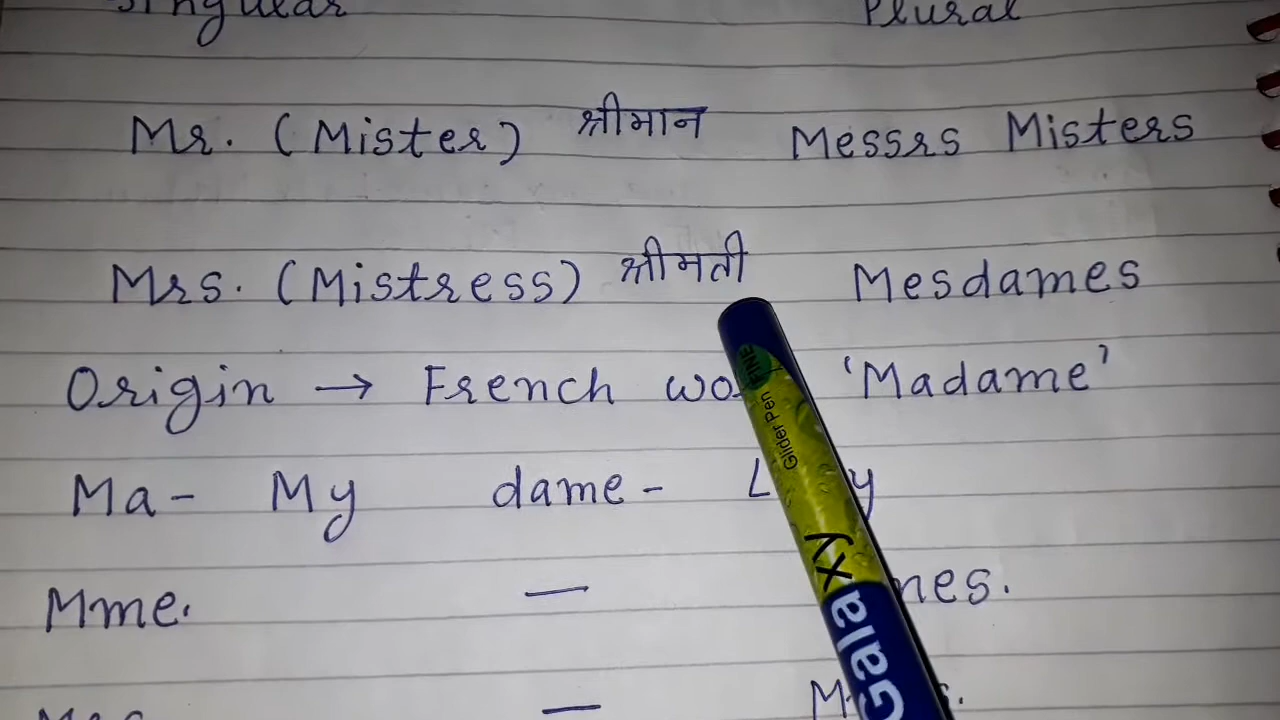 Singular Plural
Mr. (Mister) श्रीमान Messrs Misters
Mrs. (Mistress) श्रीमती Mesdames
Origin → French 'Madame'
Ma- My dame-
Mme. —
—
FINE
Glider Pen
Galaxy